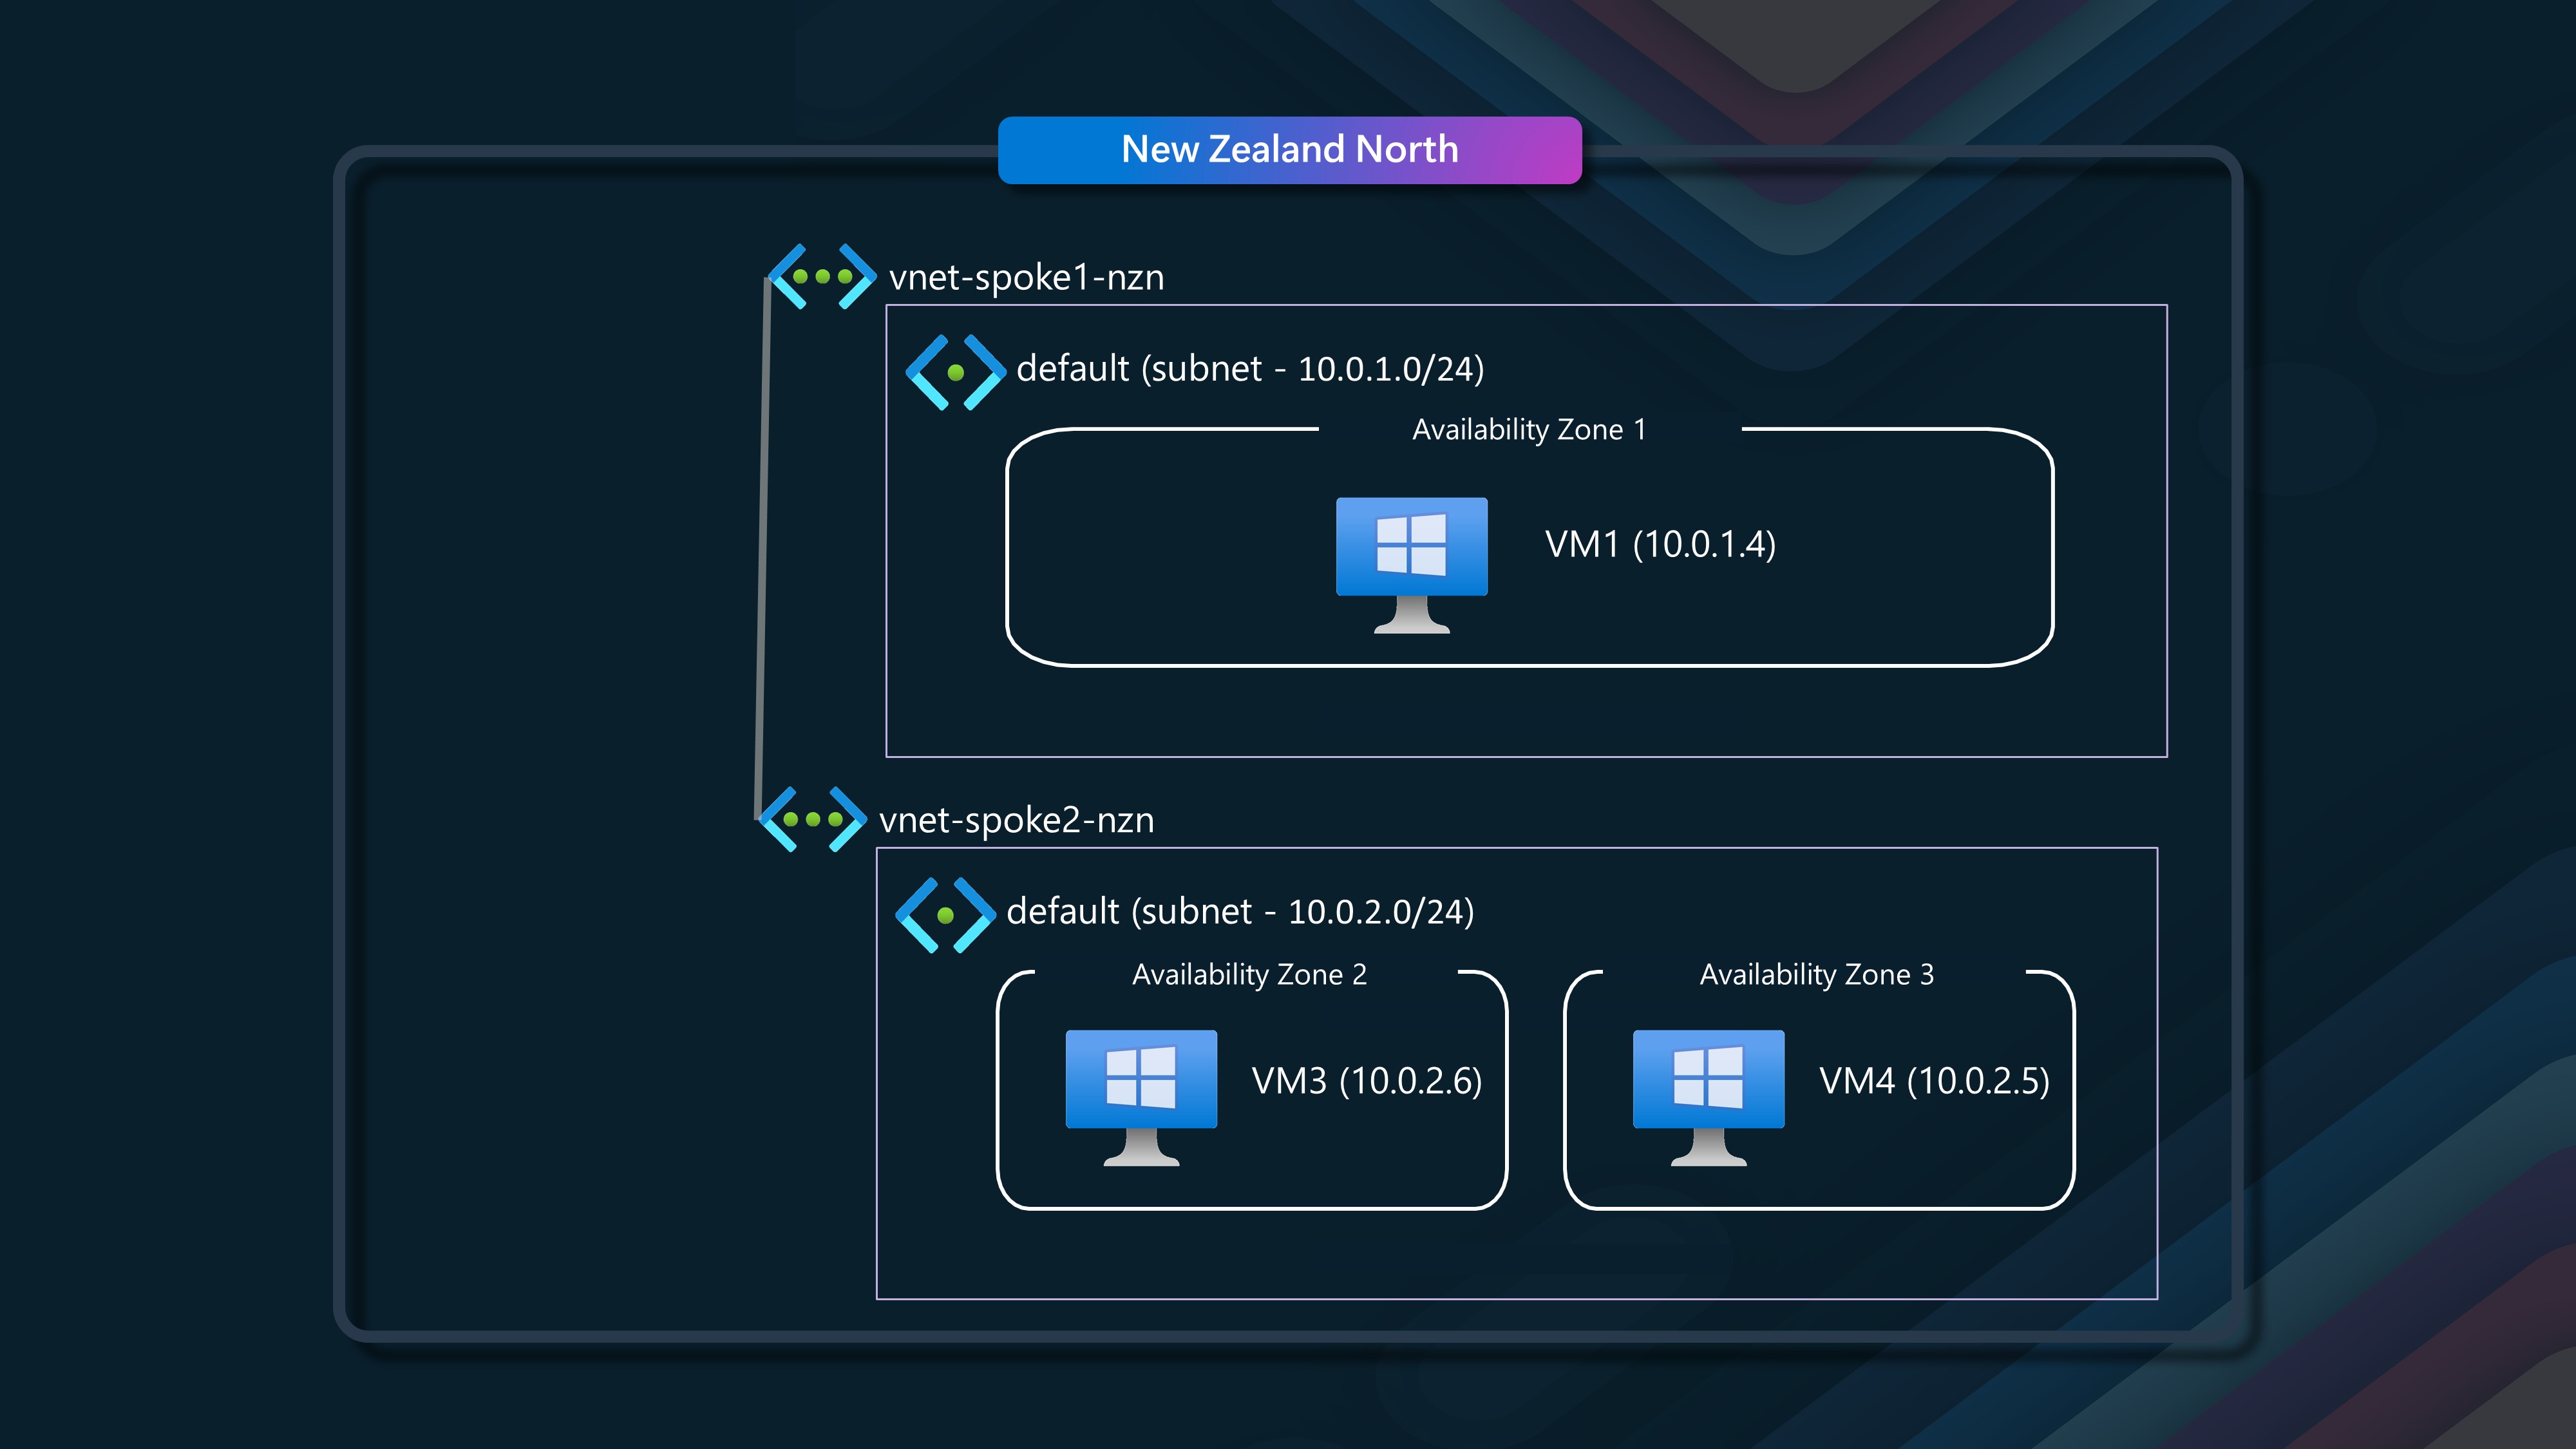 New Zealand North
vnet-spoke1-nzn
default (subnet - 10.0.1.0/24)
Availability Zone 1
VM1 (10.0.1.4)
vnet-spoke2-nzn
default (subnet - 10.0.2.0/24)
Availability Zone 2
Availability Zone 3
VM3 (10.0.2.6)
VM4 (10.0.2.5)